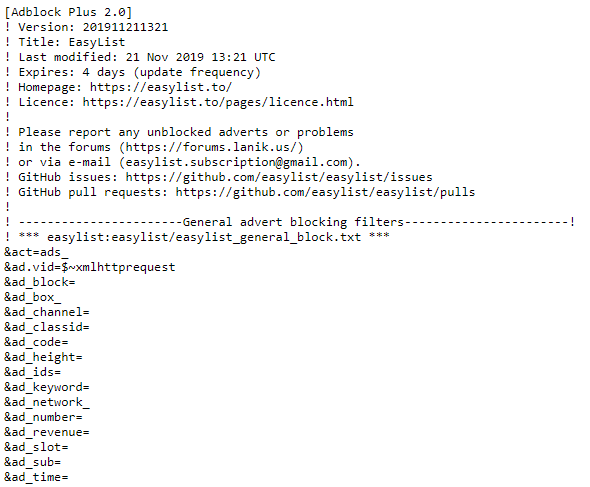 [Adblock Plus 2.0]
! Version: 201911211321
! Title: EasyList
! Last modified: 21 Nov 2019 13:21 UTC
! Expires: 4 days (update frequency)
! Homepage: https://easylist.to/
! Licence: https://easylist.to/pages/licence.html
!
! Please report any unblocked adverts or problems
! in the forums (https://forums.lanik.us/)
! or via e-mail (easylist.subscription@gmail.com).
! GitHub issues: https://github.com/easylist/easylist/issues
! GitHub pull requests: https://github.com/easylist/easylist/pulls
!
! -----------------------General advert blocking filters-----------------------!
! *** easylist:easylist/easylist_general_block.txt ***
&act=ads_
&ad.vid=$~xmlhttprequest
&ad_block=
&ad_box_
&ad_channel=
&ad_classid=
&ad_code=
&ad_height=
&ad_ids=
&ad_keyword=
&ad_network_
&ad_number=
&ad_revenue=
&ad_slot=
&ad_sub=
&ad_time=